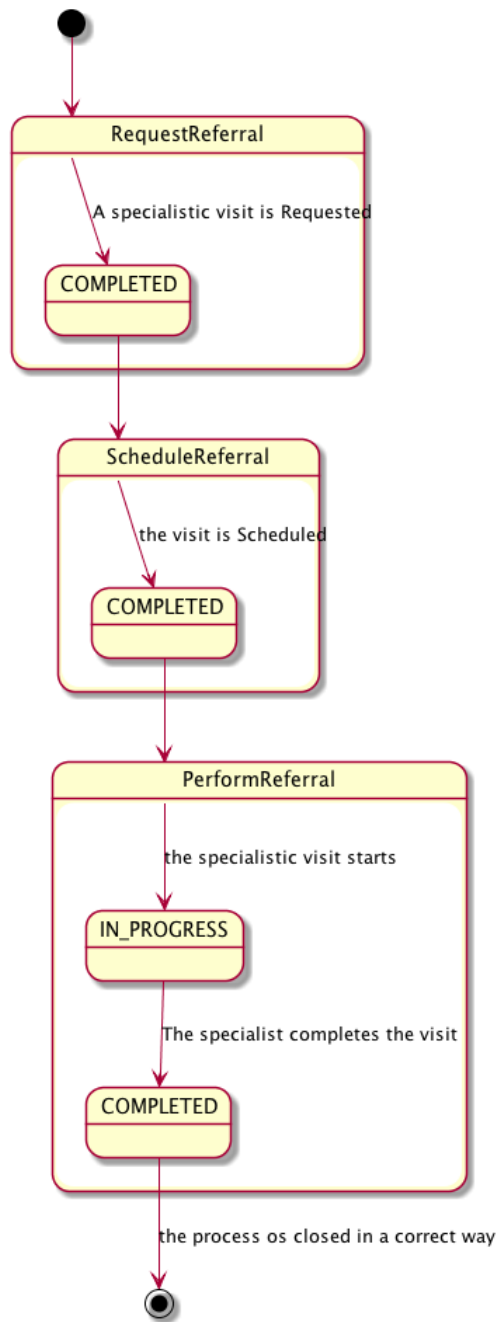 RequestReferral
A specialistic visit is Requested
COMPLETED
ScheduleReferral
the visit is Scheduled
COMPLETED
PerformReferral
the specialistic visit starts
IN_PROGRESS
The specialist completes the visit
COMPLETED
the process os closed in a correct way